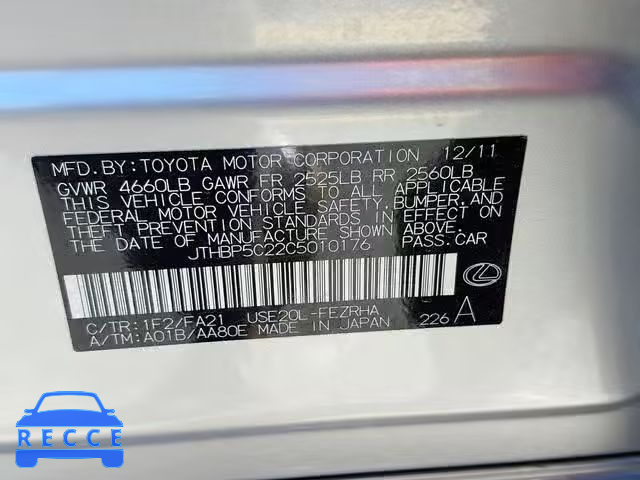 MFD.BY:TOYOTA MOTOR CORPORATION 12/11
GVWR 4660LB GAWR FR 2525LB RR 2560LB
THIS VEHICLE CONFORMS TO ALL APPLICABLE
FEDERAL MOTOR VEHICLE SAFETY,BUMPER,AND
THEFT PREVENTION STANDARDS IN EFFECT ON
THE DATE OF MANUFACTURE SHOWN ABOVE.
JTHBP5C22C5010176 PASS.CAR
C/TR:1F2/FA21 USE20L-FEZRHA
A/TM:A01B/AA80E MADE IN JAPAN 226 A
RECCE